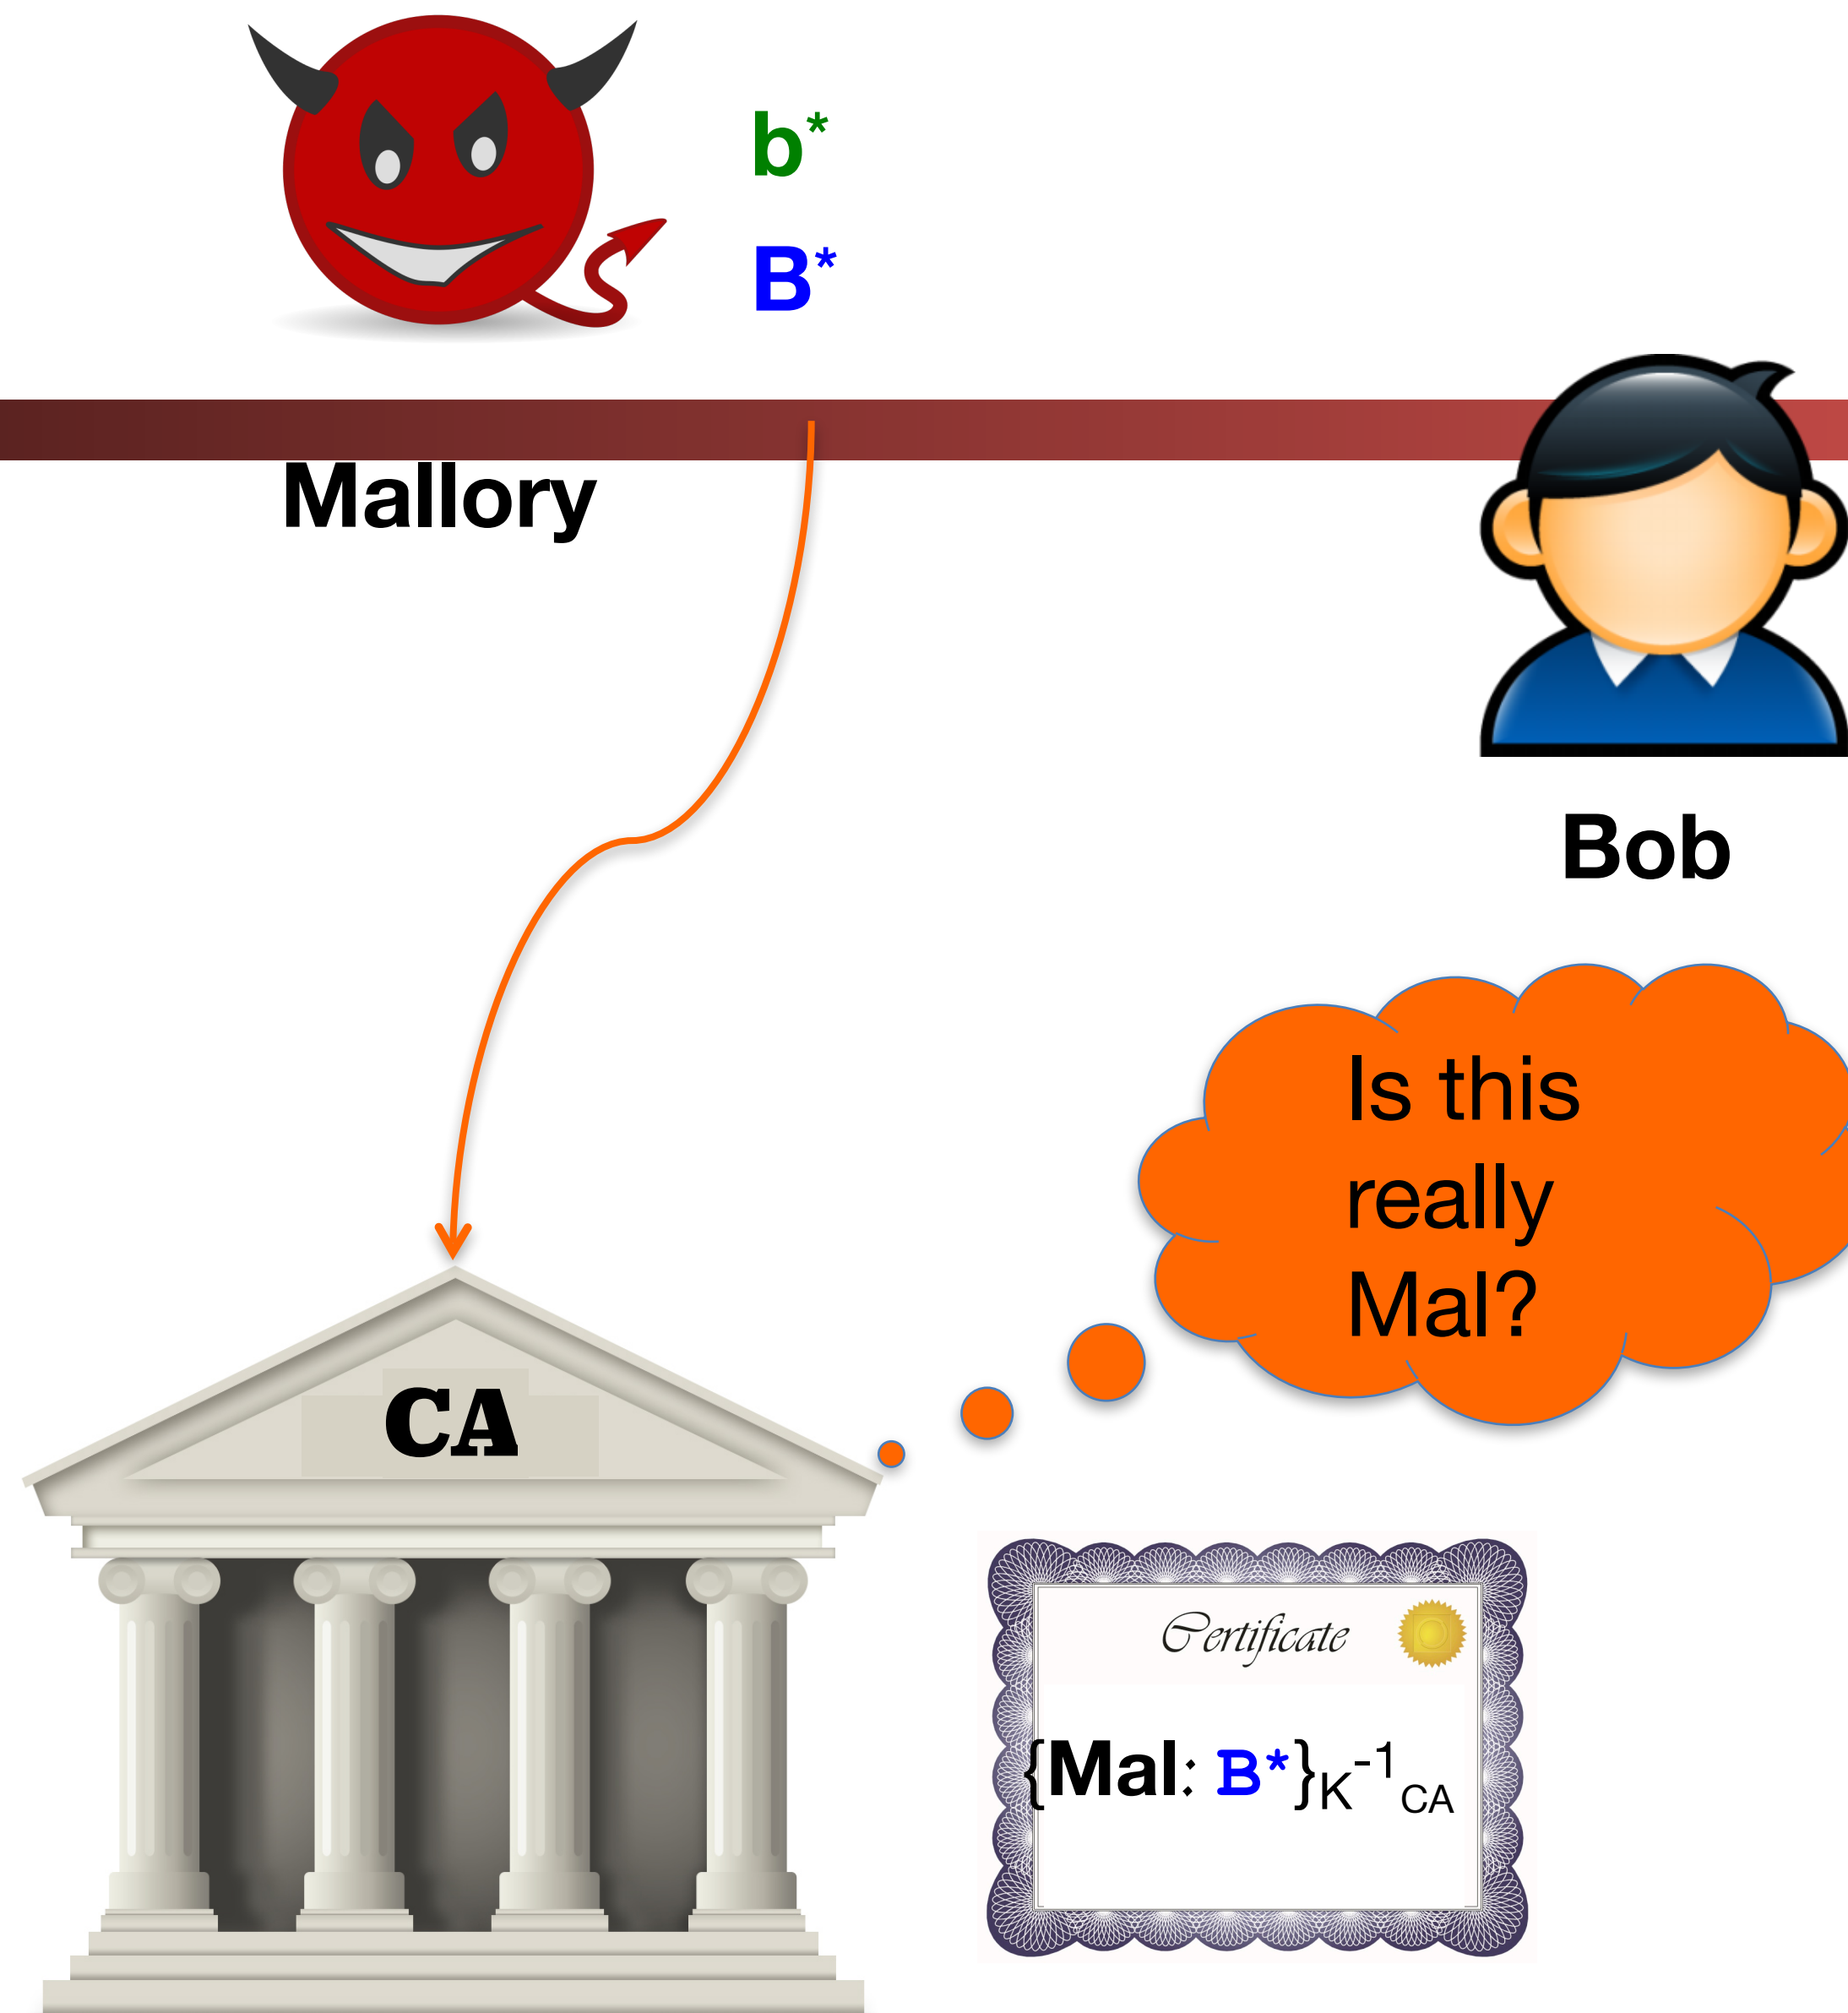 b*
B*
Mallory
Bob
Is this
really
Mal?
CA
Certificate
{Mal: B*}K-1CA